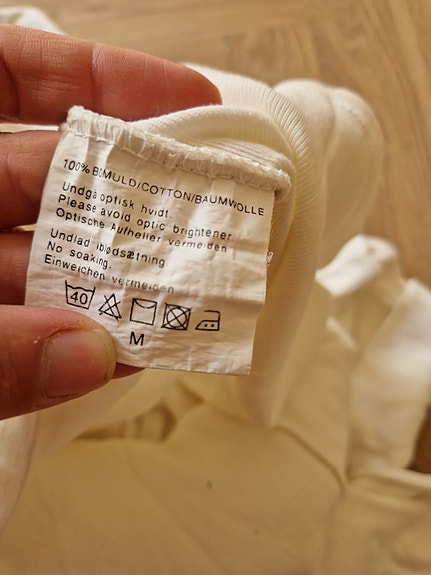 100% BOMULD/COTTON/BAUMWOLLE
Undgå optisk hvidt.
Please avoid optic brightener
Optische Aufheller vermeiden
Undlad iblødsætning.
No soaking.
Einweichen vermeiden
40
M